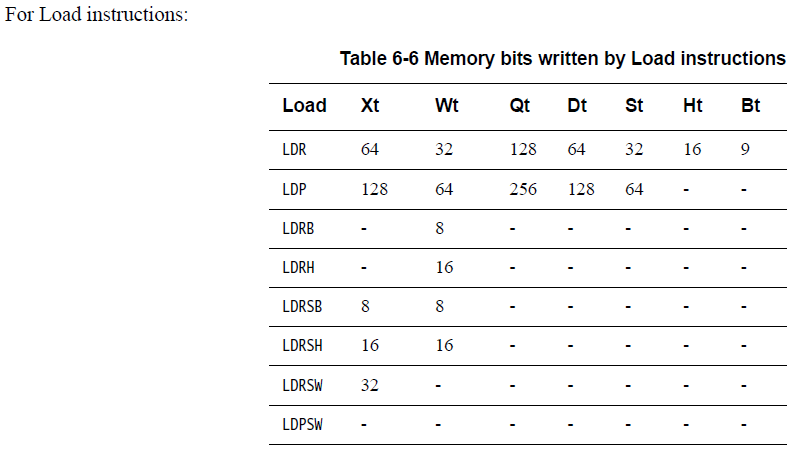 For Load instructions:
Table 6-6 Memory bits written by Load instructions
Load Xt Wt Qt Dt St Ht Bt
LDR 64 32 128 64 32 16 9
LDP 128 64 256 128 64 - -
LDRB - 8 - - - - -
LDRH - 16 - - - - -
LDRSB 8 8 - - - - -
LDRSH 16 16 - - - - -
LDRSW 32 - - - - - -
LDPSW - - - - - - -